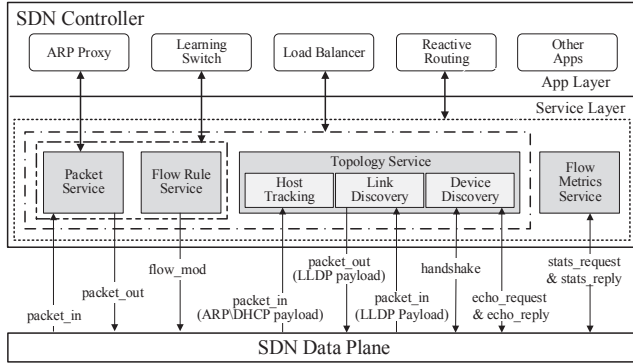 SDN Controller
ARP Proxy
Learning
Switch
Load Balancer
Reactive
Routing
Other
Apps
App Layer
Service Layer
Packet
Service
Flow Rule
Service
Topology Service
Host
Tracking
Link
Discovery
Device
Discovery
Flow
Metrics
Service
packet_in
packet_out
flow_mod
packet_in
(ARP\DHCP payload)
packet_out
(LLDP payload)
packet_in
(LLDP Payload)
handshake
echo_request
& echo_reply
stats_request
& stats_reply
SDN Data Plane